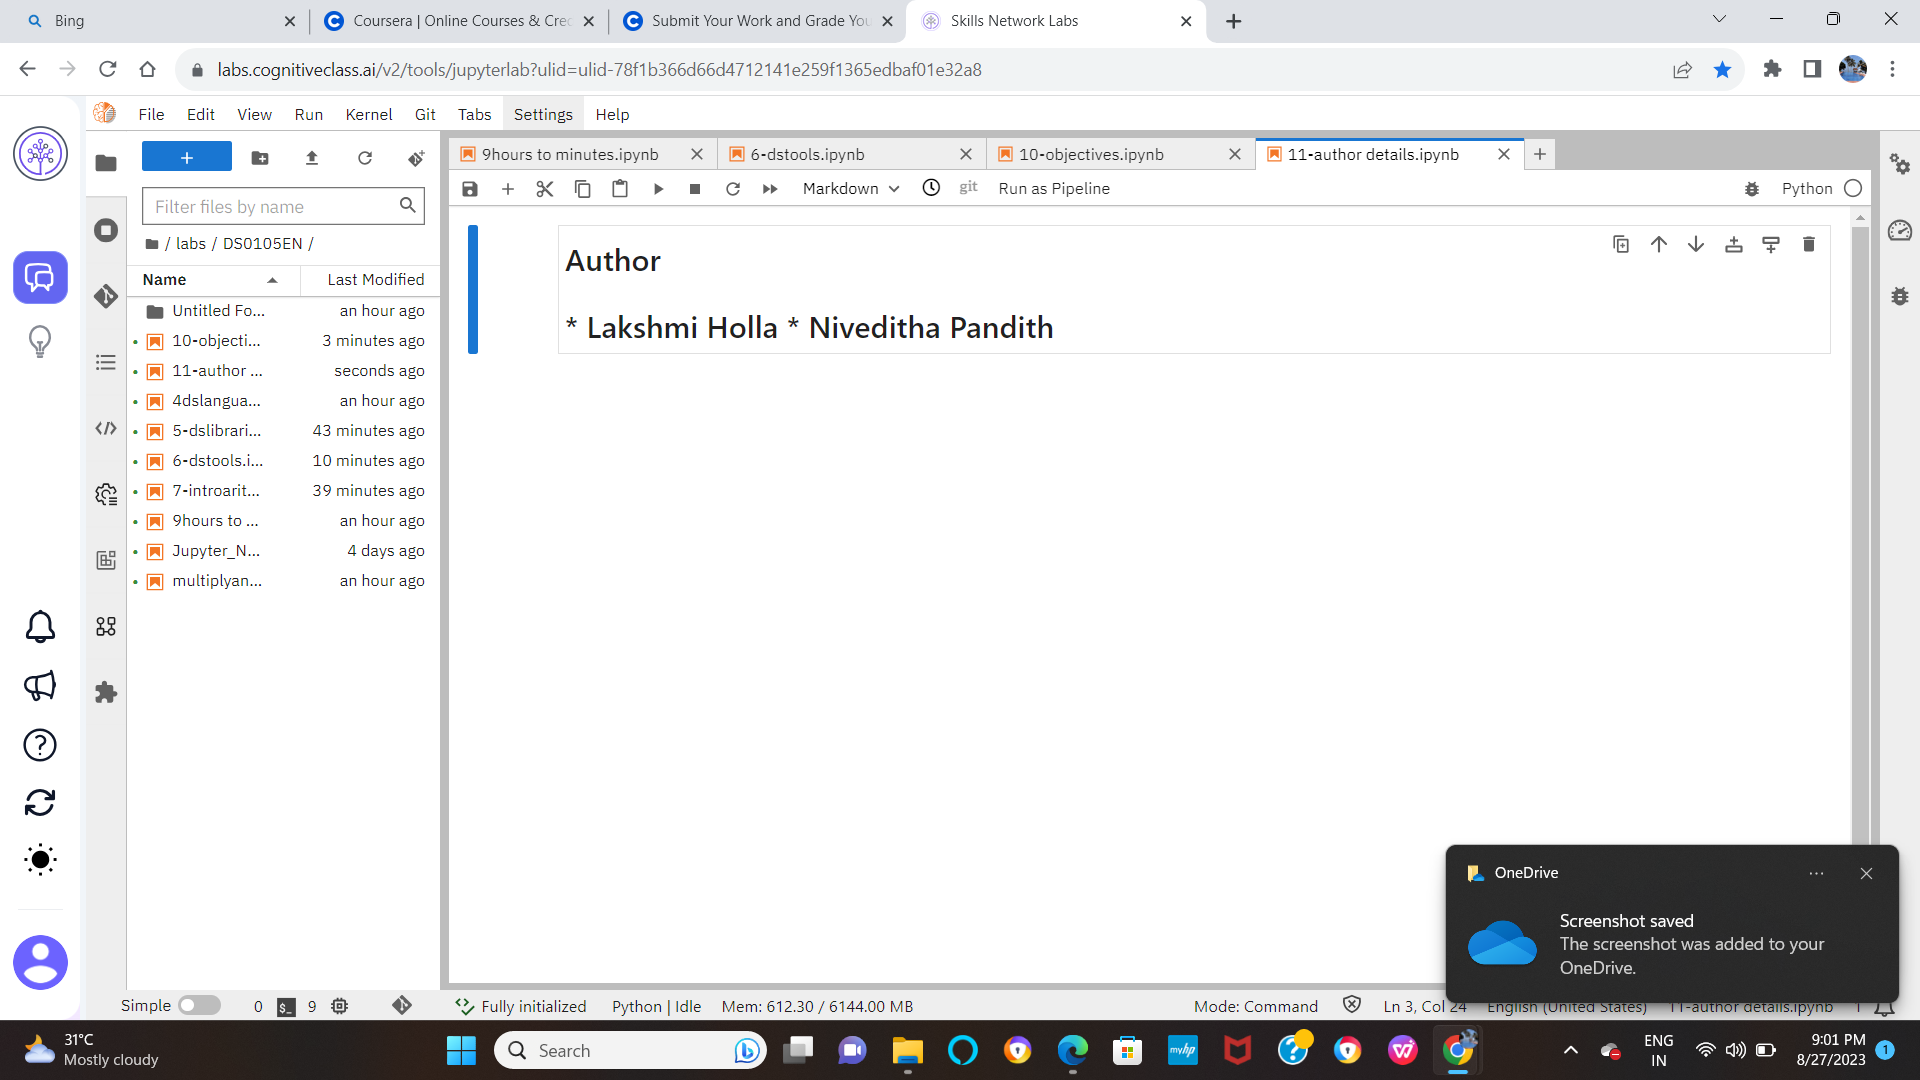 Bing
Coursera | Online Courses & Cre
Submit Your Work and Grade You
Skills Network Labs
labs.cognitiveclass.ai/v2/tools/jupyterlab?ulid=ulid-78f1b366d66d4712141e259f1365edbaf01e32a8
File Edit View Run Kernel Git Tabs Settings Help
9hours to minutes.ipynb
6-dstools.ipynb
10-objectives.ipynb
11-author details.ipynb
Markdown
git
Run as Pipeline
Python
Filter files by name
/ labs / DS0105EN /
Name Last Modified
Untitled Fo... an hour ago
10-objecti... 3 minutes ago
11-author ... seconds ago
4dslangua... an hour ago
5-dslibrari... 43 minutes ago
6-dstools.i... 10 minutes ago
7-introarit... 39 minutes ago
9hours to ... an hour ago
Jupyter_N... 4 days ago
multiplyan... an hour ago
Author
* Lakshmi Holla * Niveditha Pandith
OneDrive
Screenshot saved
The screenshot was added to your
OneDrive.
Simple
0
9
Fully initialized
Python | Idle
Mem: 612.30 / 6144.00 MB
Mode: Command
Ln 3, Col 24
English (United States)
11-author details.ipynb
1
31°C
Mostly cloudy
Search
myhp
ENG
IN
9:01 PM
8/27/2023
1